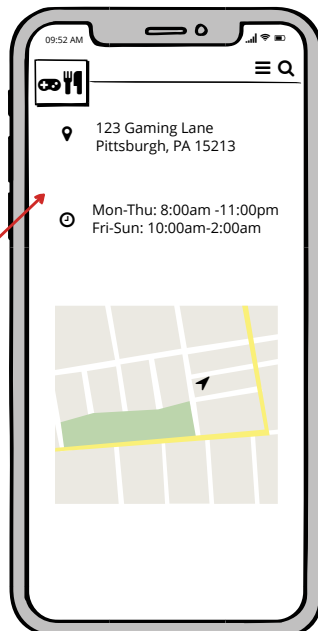 09:52 AM
123 Gaming Lane
Pittsburgh, PA 15213
Mon-Thu: 8:00am -11:00pm
Fri-Sun: 10:00am-2:00am